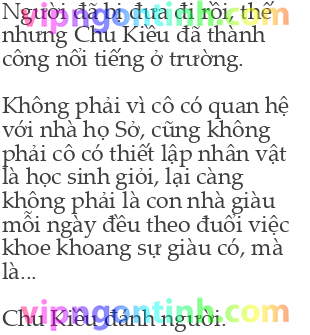 Người đã bị đưa đi rồi, thế
nhưng Chu Kiều đã thành
công nổi tiếng ở trường.
Không phải vì cô có quan hệ
với nhà họ Sở, cũng không
phải cô có thiết lập nhân vật
là học sinh giỏi, lại càng
không phải là con nhà giàu
mỗi ngày đều theo đuổi việc
khoe khoang sự giàu có, mà
là...
Chu Kiều đánh người.
vipngontinh.com
vipngontinh.com